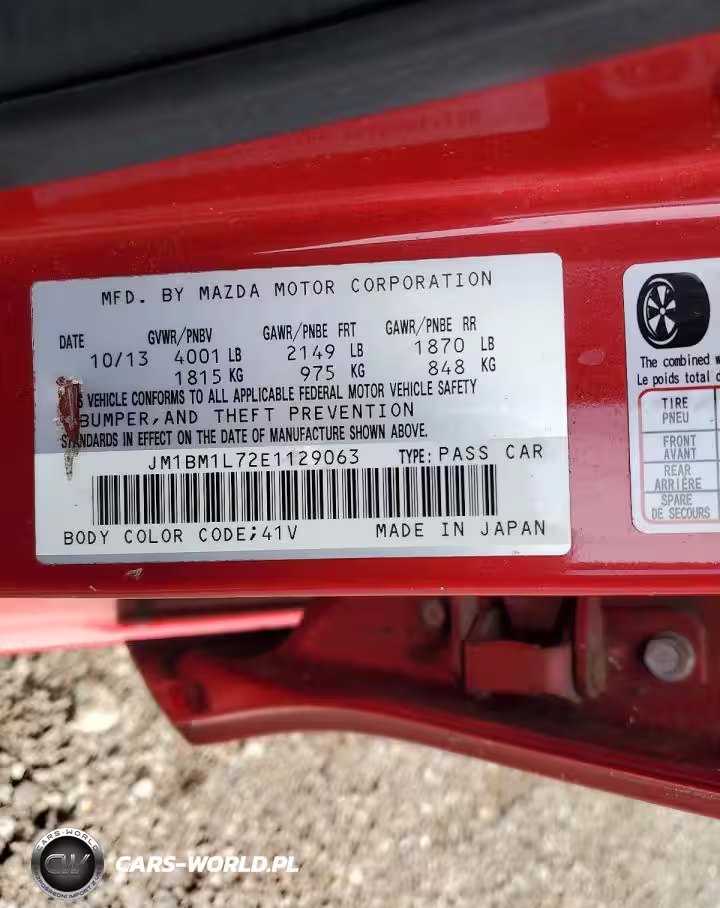 MFD. BY MAZDA MOTOR CORPORATION
DATE GVWR/PNBV GAWR/PNBE FRT GAWR/PNBE RR
10/13 4001 LB 2149 LB 1870 LB
1815 KG 975 KG 848 KG
S VEHICLE CONFORMS TO ALL APPLICABLE FEDERAL MOTOR VEHICLE SAFETY
BUMPER, AND THEFT PREVENTION
STANDARDS IN EFFECT ON THE DATE OF MANUFACTURE SHOWN ABOVE.
JM1BM1L72E1129063 TYPE: PASS CAR
BODY COLOR CODE;41V MADE IN JAPAN
The combined w
Le poids total d
TIRE
PNEU
FRONT
AVANT
REAR
ARRIÈRE
SPARE
DE SECOURS
CARS-WORLD
CW
CARS-WORLD.PL